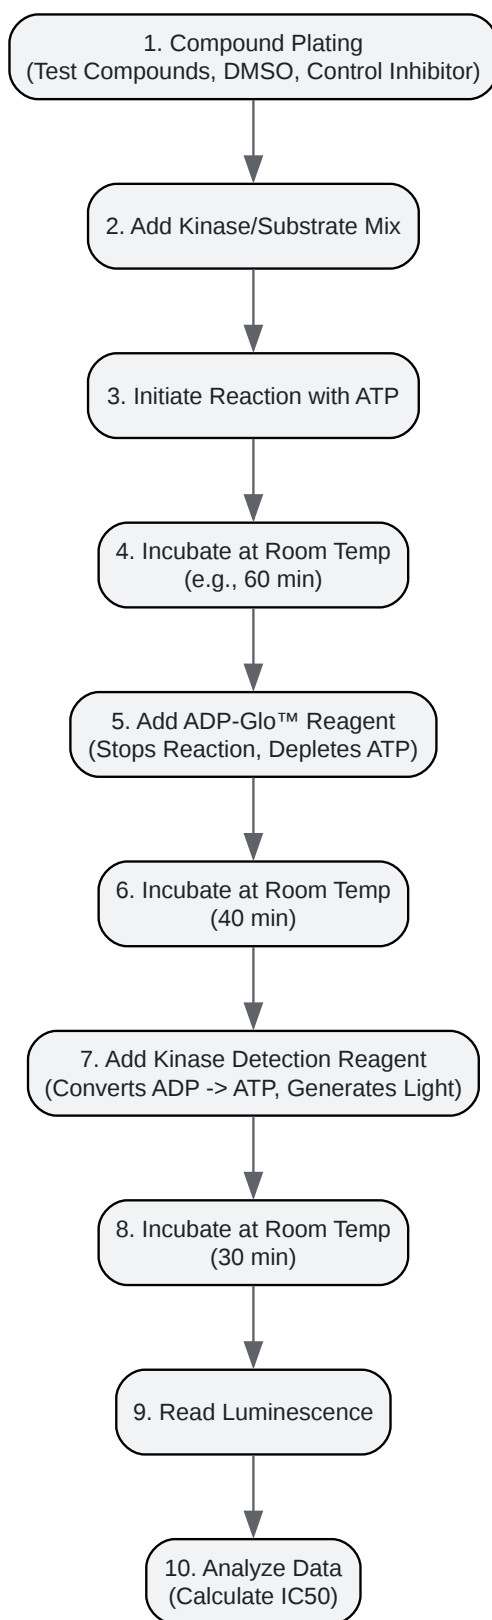 1. Compound Plating
(Test Compounds, DMSO, Control Inhibitor)
2. Add Kinase/Substrate Mix
3. Initiate Reaction with ATP
4. Incubate at Room Temp
(e.g., 60 min)
5. Add ADP-Glo™ Reagent
(Stops Reaction, Depletes ATP)
6. Incubate at Room Temp
(40 min)
7. Add Kinase Detection Reagent
(Converts ADP -> ATP, Generates Light)
8. Incubate at Room Temp
(30 min)
9. Read Luminescence
10. Analyze Data
(Calculate IC50)